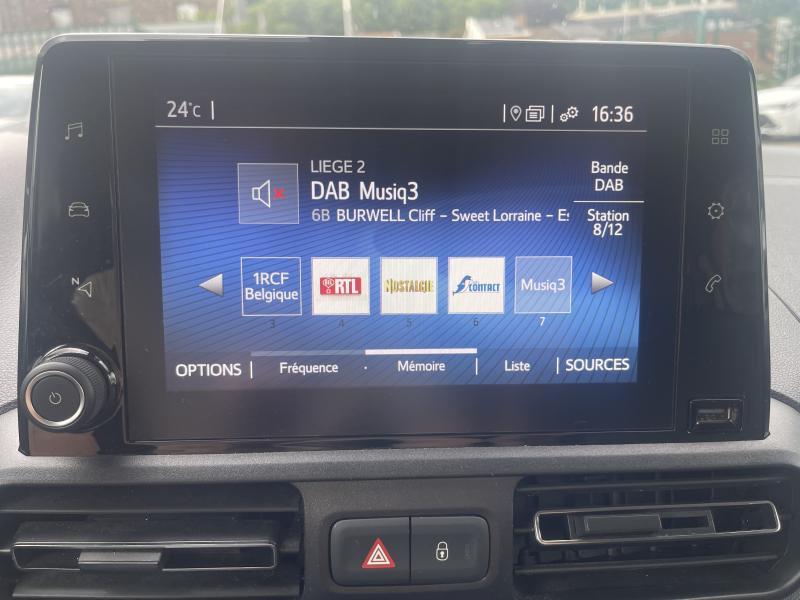 24°C
16:36
LIEGE 2
DAB Musiq3
6B BURWELL Cliff – Sweet Lorraine – Es
Bande
DAB
Station
8/12
N
1RCF
Belgique
RTL
NOSTALGIE
CONTACT
Musiq3
3
4
5
6
7
OPTIONS
Fréquence
Mémoire
Liste
SOURCES